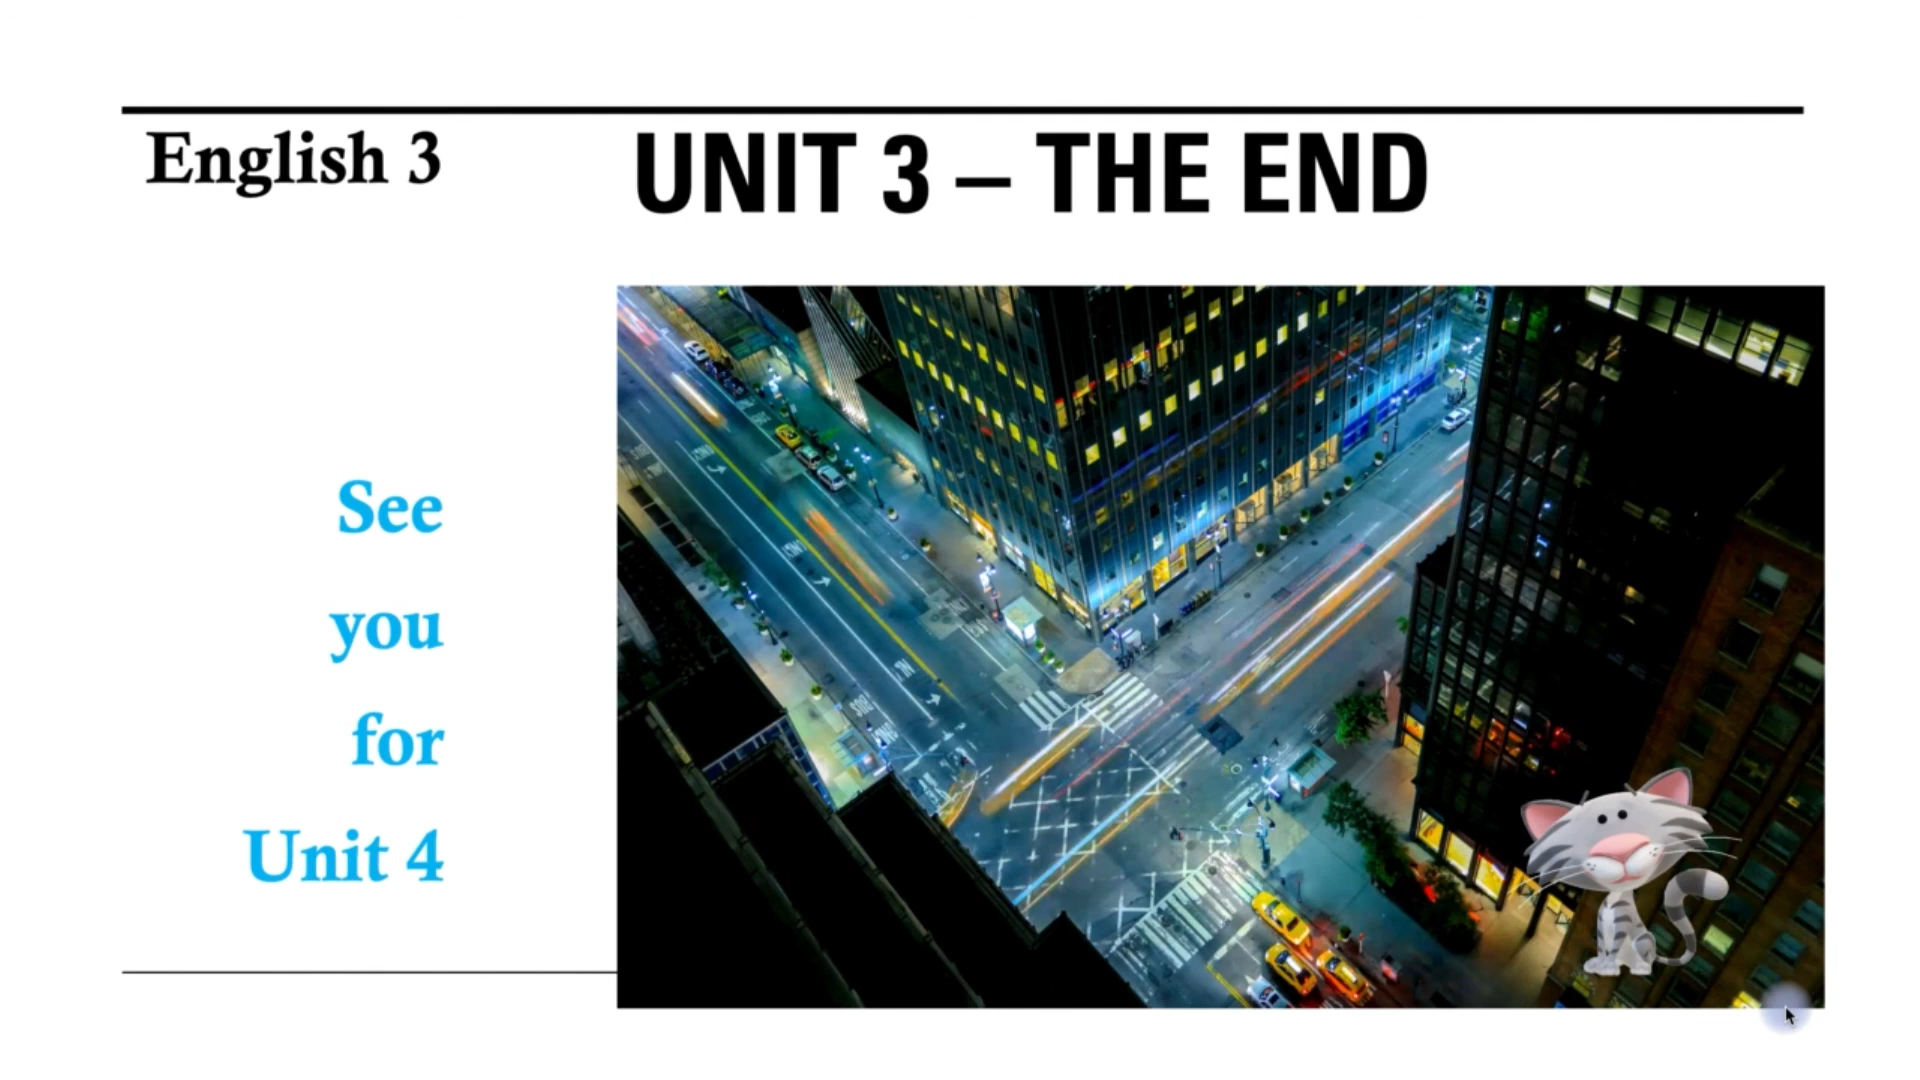 English 3
UNIT 3 – THE END
See
you
for
Unit 4